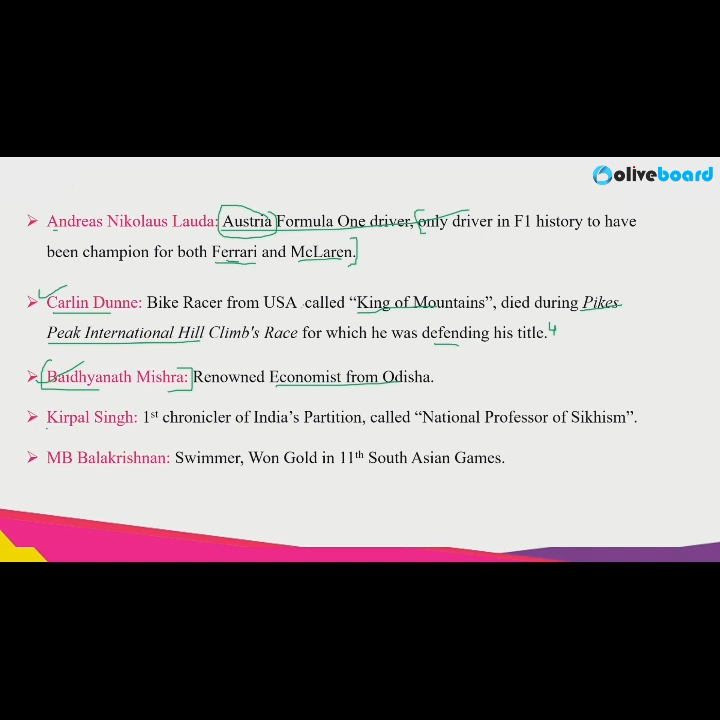 oliveboard
➢ Andreas Nikolaus Lauda: Austria Formula One driver, only driver in F1 history to have
been champion for both Ferrari and McLaren.
➢ Carlin Dunne: Bike Racer from USA called “King of Mountains”, died during Pikes
Peak International Hill Climb's Race for which he was defending his title. 4
➢ Baidhyanath Mishra: Renowned Economist from Odisha.
➢ Kirpal Singh: 1st chronicler of India’s Partition, called “National Professor of Sikhism”.
➢ MB Balakrishnan: Swimmer, Won Gold in 11th South Asian Games.